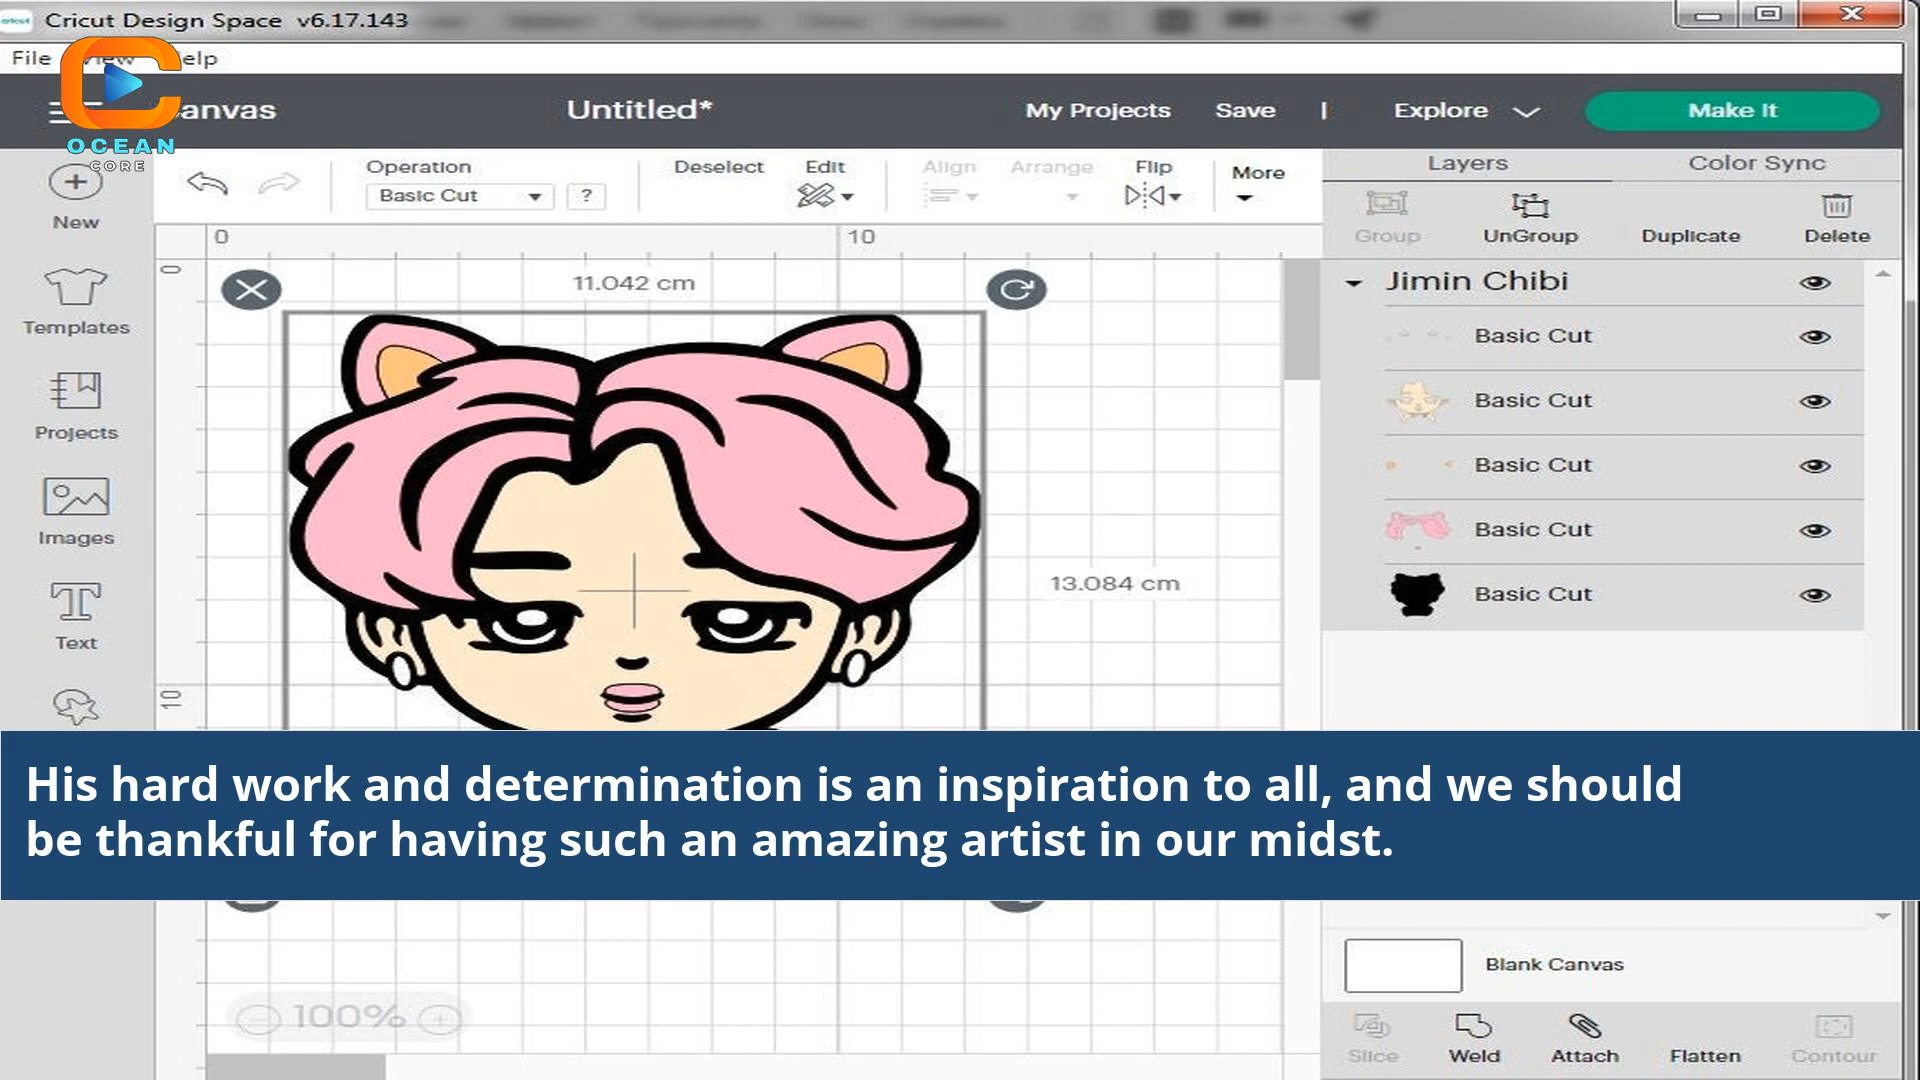 Cricut Design Space v6.17.143
File View elp
OCEAN
CORE
anvas
Untitled*
My Projects
Save
|
Explore
Make It
New
Templates
Projects
Images
Text
Operation
Basic Cut
?
Deselect
Edit
Align
Arrange
Flip
More
0
10
0
10
11.042 cm
13.084 cm
Layers
Color Sync
Group
UnGroup
Duplicate
Delete
Jimin Chibi
Basic Cut
Basic Cut
Basic Cut
Basic Cut
Basic Cut
His hard work and determination is an inspiration to all, and we should
be thankful for having such an amazing artist in our midst.
100%
Blank Canvas
Slice
Weld
Attach
Flatten
Contour